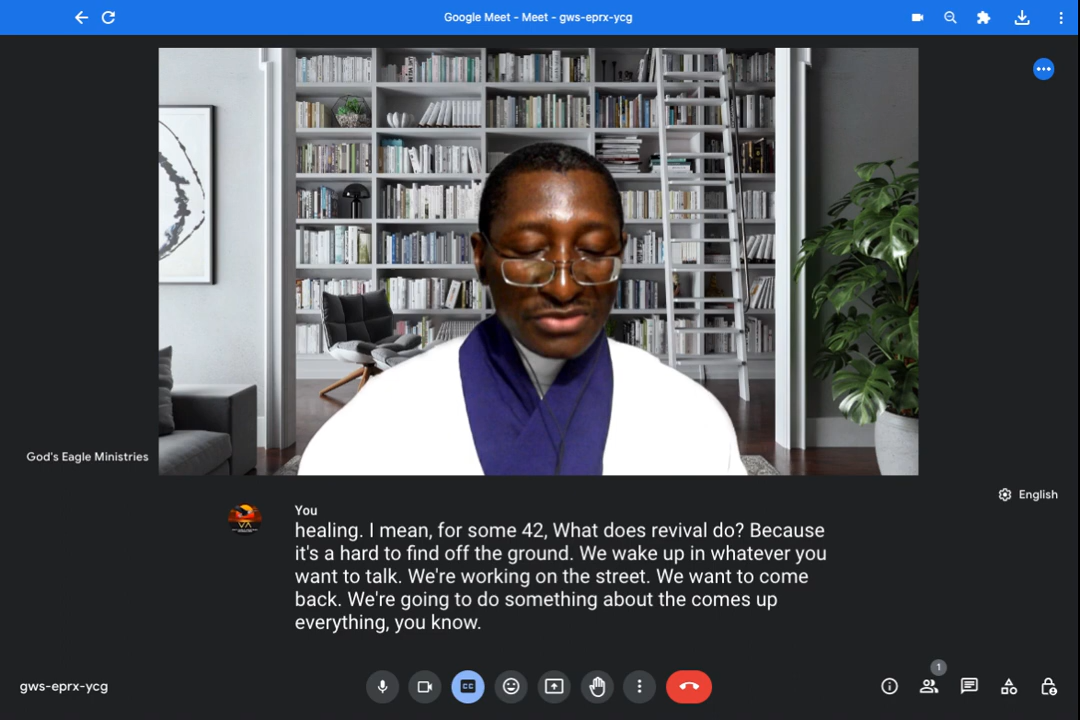 Google Meet - Meet - gws-eprx-ycg
God's Eagle Ministries
English
You
healing. I mean, for some 42, What does revival do? Because
it's a hard to find off the ground. We wake up in whatever you
want to talk. We're working on the street. We want to come
back. We're going to do something about the comes up
everything, you know.
CC
1
gws-eprx-ycg